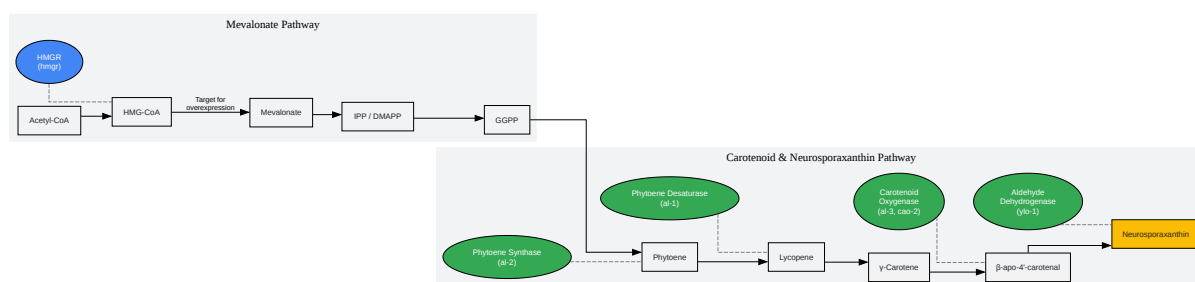 Mevalonate Pathway
HMGR
(hmgr)
Acetyl-CoA
HMG-CoA
Target for
overexpression
Mevalonate
IPP / DMAPP
GGPP
Carotenoid & Neurosporaxanthin Pathway
Phytoene Synthase
(al-2)
Phytoene Desaturase
(al-1)
Carotenoid
Oxygenase
(al-3, cao-2)
Aldehyde
Dehydrogenase
(ylo-1)
Phytoene
Lycopene
γ-Carotene
β-apo-4'-carotenal
Neurosporaxanthin